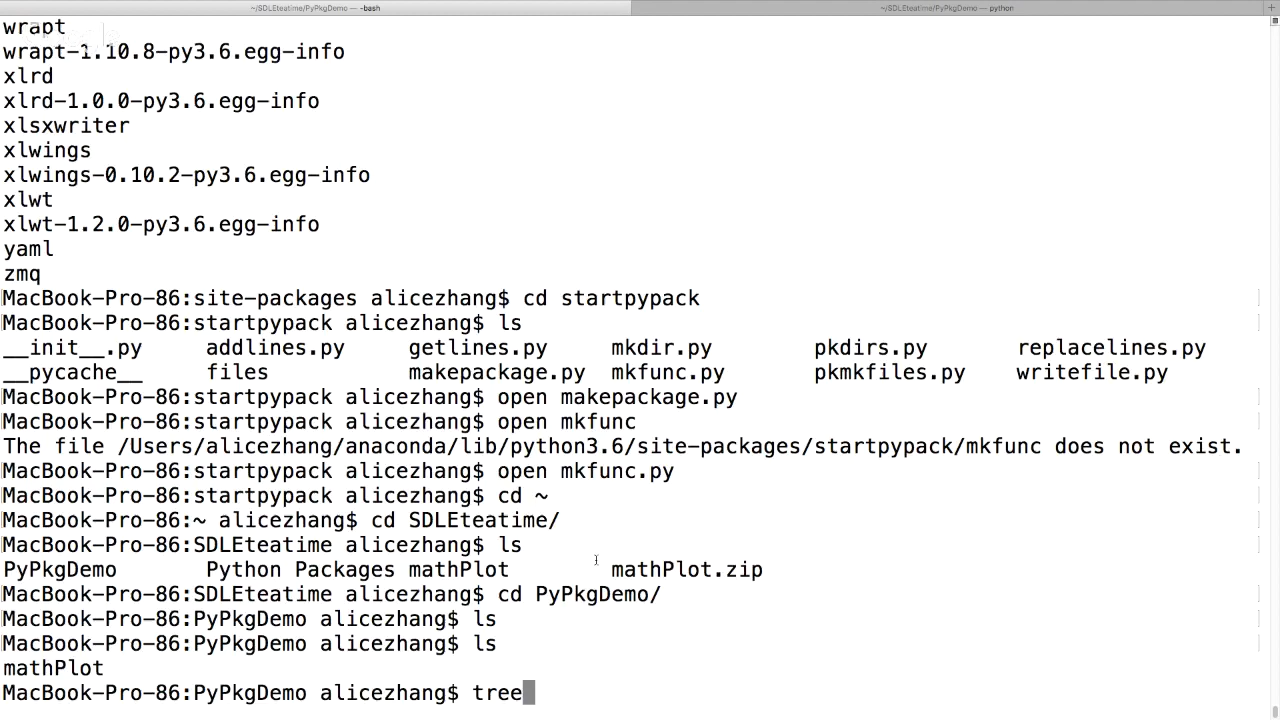 ~/SDLEteatime/PyPkgDemo — -bash
~/SDLEteatime/PyPkgDemo — python
wrapt
wrapt-1.10.8-py3.6.egg-info
xlrd
xlrd-1.0.0-py3.6.egg-info
xlsxwriter
xlwings
xlwings-0.10.2-py3.6.egg-info
xlwt
xlwt-1.2.0-py3.6.egg-info
yaml
zmq
MacBook-Pro-86:site-packages alicezhang$ cd startpypack
MacBook-Pro-86:startpypack alicezhang$ ls
__init__.py addlines.py getlines.py mkdir.py pkdirs.py replacelines.py
__pycache__ files makepackage.py mkfunc.py pkmkfiles.py writefile.py
MacBook-Pro-86:startpypack alicezhang$ open makepackage.py
MacBook-Pro-86:startpypack alicezhang$ open mkfunc
The file /Users/alicezhang/anaconda/lib/python3.6/site-packages/startpypack/mkfunc does not exist.
MacBook-Pro-86:startpypack alicezhang$ open mkfunc.py
MacBook-Pro-86:startpypack alicezhang$ cd ~
MacBook-Pro-86:~ alicezhang$ cd SDLEteatime/
MacBook-Pro-86:SDLEteatime alicezhang$ ls
PyPkgDemo Python Packages mathPlot mathPlot.zip
MacBook-Pro-86:SDLEteatime alicezhang$ cd PyPkgDemo/
MacBook-Pro-86:PyPkgDemo alicezhang$ ls
MacBook-Pro-86:PyPkgDemo alicezhang$ ls
mathPlot
MacBook-Pro-86:PyPkgDemo alicezhang$ tree